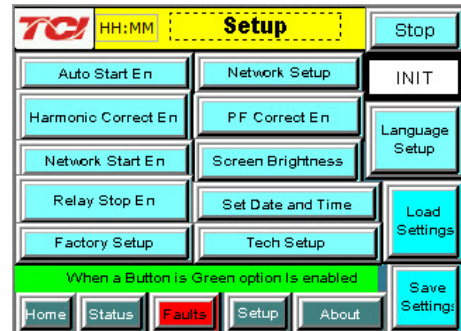 TCI HH:MM Setup Stop
Auto Start En Network Setup INIT
Harmonic Correct En PF Correct En
Language
Setup
Network Start En Screen Brightness
Relay Stop En Set Date and Time
Load
Settings
Factory Setup Tech Setup
When a Button is Green option Is enabled
Save
Settings
Home Status Faults Setup About